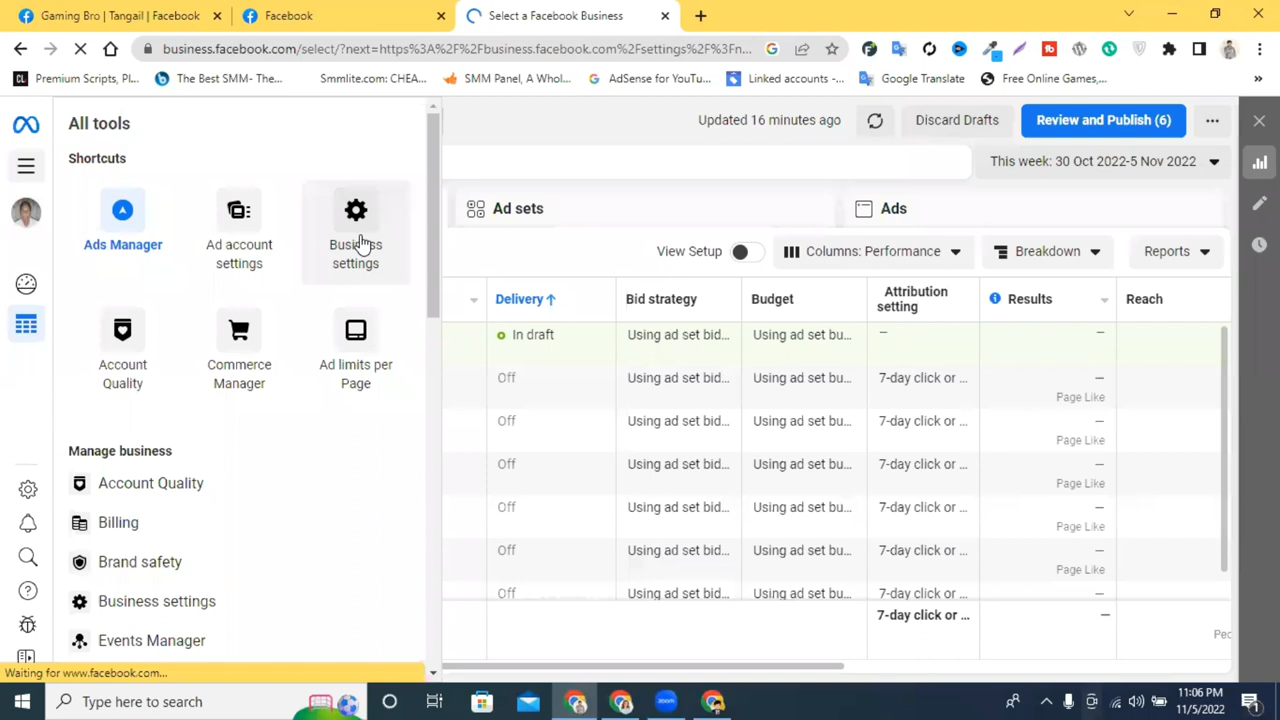 Gaming Bro | Tangail | Facebook
Facebook
Select a Facebook Business
business.facebook.com/select/?next=https%3A%2F%2Fbusiness.facebook.com%2Fsettings%2F%3Fn...
Premium Scripts, Pl...
The Best SMM- The...
Smmlite.com: CHEA...
SMM Panel, A Whol...
AdSense for YouTu...
Linked accounts -...
Google Translate
Free Online Games,...
All tools
Updated 16 minutes ago
Discard Drafts
Review and Publish (6)
Shortcuts
This week: 30 Oct 2022-5 Nov 2022
Ads Manager
Ad account settings
Business settings
Ad sets
Ads
View Setup
Columns: Performance
Breakdown
Reports
Delivery
Bid strategy
Budget
Attribution setting
Results
Reach
Account Quality
Commerce Manager
Ad limits per Page
In draft
Using ad set bid...
Using ad set bu...
—
—
Off
Using ad set bid...
Using ad set bu...
7-day click or ...
—
Page Like
Off
Using ad set bid...
Using ad set bu...
7-day click or ...
—
Page Like
Off
Using ad set bid...
Using ad set bu...
7-day click or ...
—
Page Like
Off
Using ad set bid...
Using ad set bu...
7-day click or ...
—
Page Like
Off
Using ad set bid...
Using ad set bu...
7-day click or ...
—
Page Like
Off
Using ad set bid...
Using ad set bu...
7-day click or ...
—
7-day click or ...
—
Manage business
Account Quality
Billing
Brand safety
Business settings
Events Manager
Waiting for www.facebook.com...
Type here to search
11:06 PM
11/5/2022